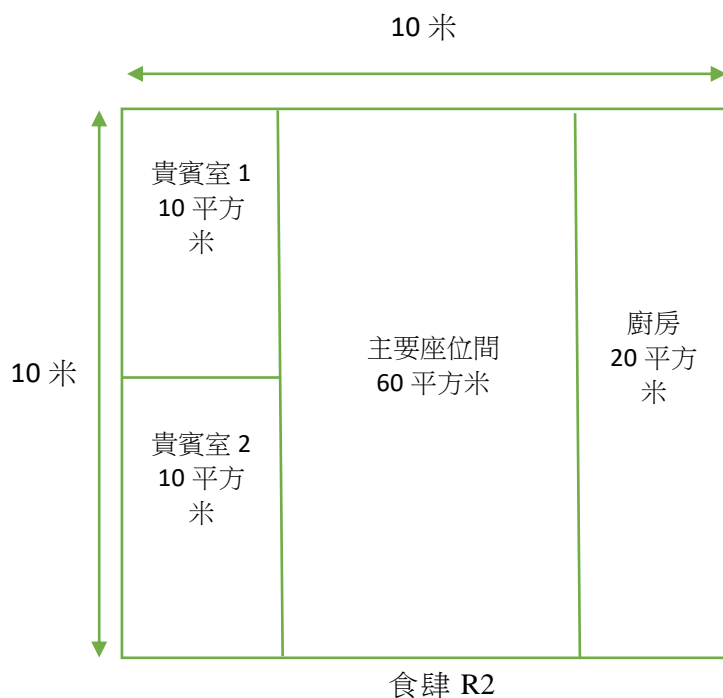 10 米
貴賓室 1
10 平方
米
10 米
主要座位間
60 平方米
廚房
20 平方
米
貴賓室 2
10 平方
米
食肆 R2